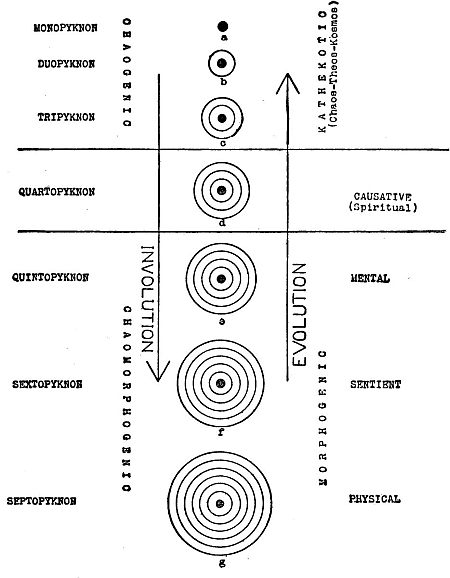 MONOPYKNON
a
DUOPYKNON
b
TRIPYKNON
c
CHAOGENIC
KATHEKOTIC
(Chaos-Theos-Kosmos)
QUARTOPYKNON
d
CAUSATIVE
(Spiritual)
INVOLUTION
EVOLUTION
QUINTOPYKNON
e
MENTAL
CHAOMORPHOGENIC
MORPHOGENIC
SEXTOPYKNON
f
SENTIENT
SEPTOPYKNON
g
PHYSICAL